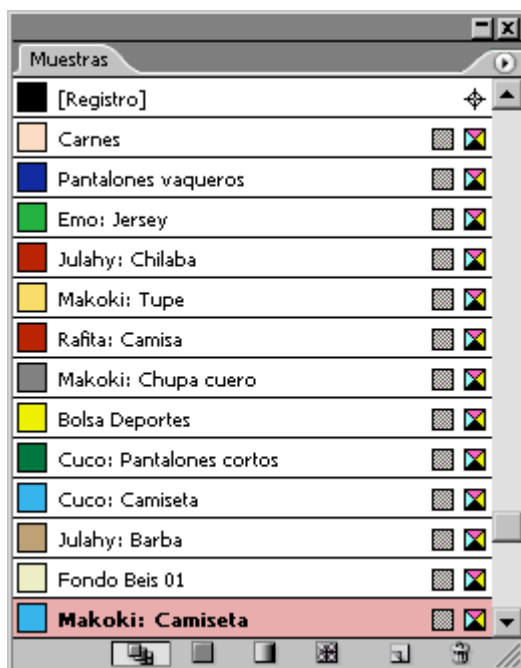 Muestras
[Registro]
Carnes
Pantalones vaqueros
Emo: Jersey
Julahy: Chilaba
Makoki: Tupe
Rafita: Camisa
Makoki: Chupa cuero
Bolsa Deportes
Cuco: Pantalones cortos
Cuco: Camiseta
Julahy: Barba
Fondo Beis 01
Makoki: Camiseta